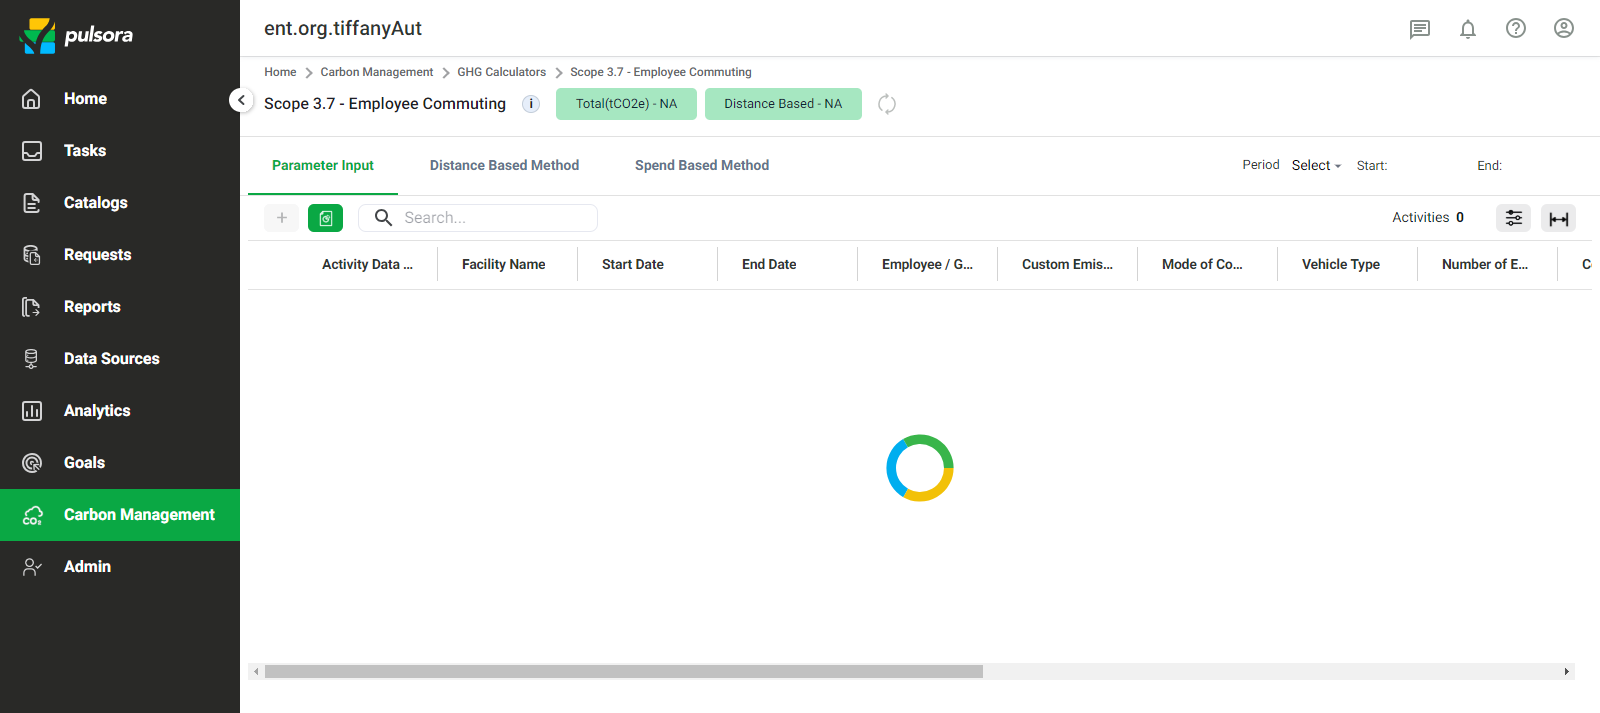 pulsora
ent.org.tiffanyAut
Home
Tasks
Catalogs
Requests
Reports
Data Sources
Analytics
Goals
Carbon Management
Admin
Home > Carbon Management > GHG Calculators > Scope 3.7 - Employee Commuting
Scope 3.7 - Employee Commuting i Total(tCO2e) - NA Distance Based - NA
Parameter Input Distance Based Method Spend Based Method Period Select Start: End:
+ Search... Activities 0
Activity Data ... Facility Name Start Date End Date Employee / G... Custom Emis... Mode of Co... Vehicle Type Number of E...